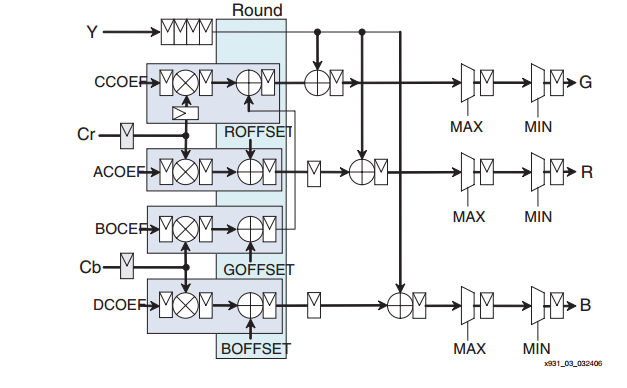 Round
Y
CCOEF
G
MAX
MIN
Cr
ROFFSET
ACOEF
R
MAX
MIN
BOCEF
Cb
GOFFSET
DCOEF
B
BOFFSET
MAX
MIN
x931_03_032406